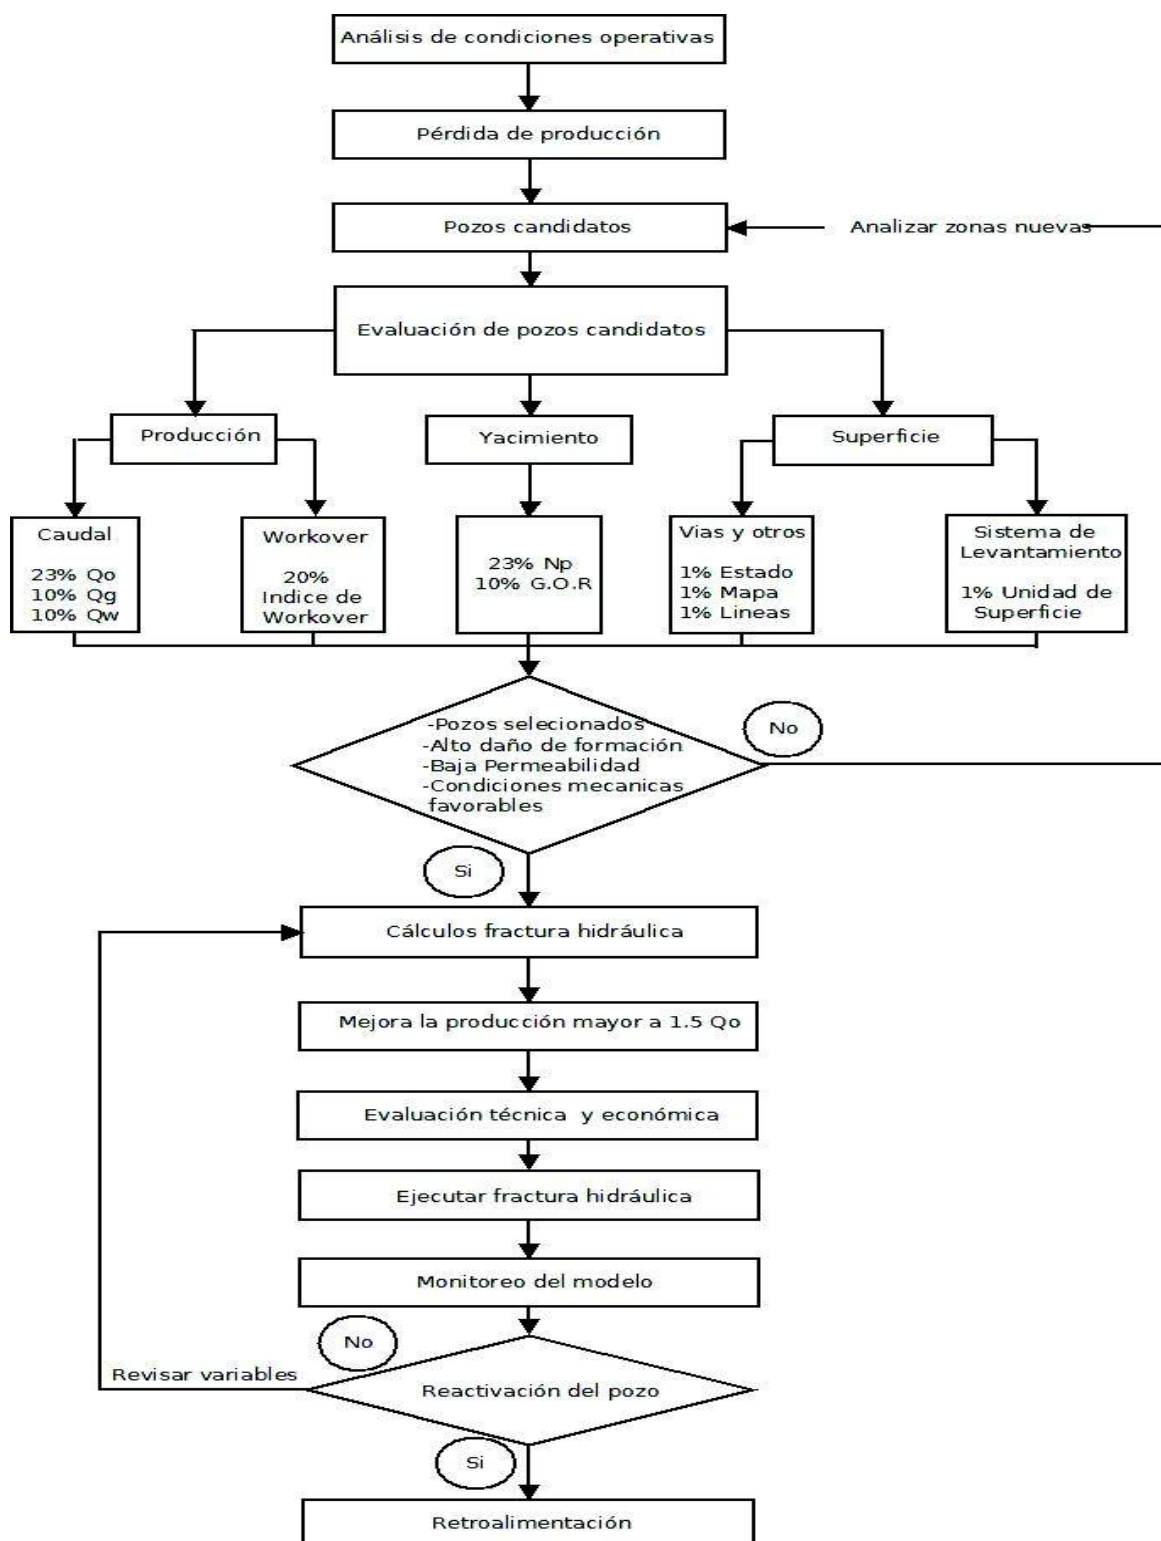 Análisis de condiciones operativas
Pérdida de producción
Pozos candidatos
Analizar zonas nuevas
Evaluación de pozos candidatos
Producción
Yacimiento
Superficie
Caudal
23% Qo
10% Qg
10% Qw
Workover
20%
Indice de
Workover
23% Np
10% G.O.R
Vias y otros
1% Estado
1% Mapa
1% Lineas
Sistema de
Levantamiento
1% Unidad de
Superficie
-Pozos selecionados
-Alto daño de formación
-Baja Permeabilidad
-Condiciones mecanicas
favorables
No
Si
Cálculos fractura hidráulica
Mejora la producción mayor a 1.5 Qo
Evaluación técnica y económica
Ejecutar fractura hidráulica
Monitoreo del modelo
No
Revisar variables
Reactivación del pozo
Si
Retroalimentación